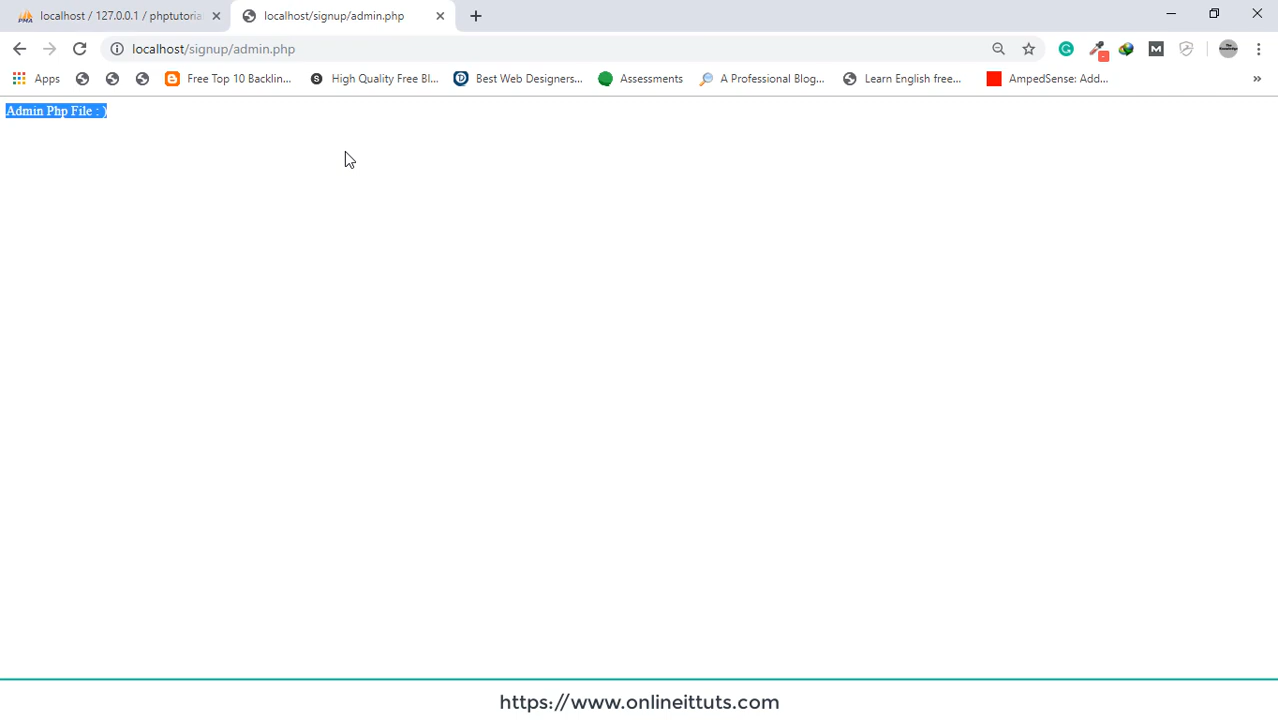 localhost / 127.0.0.1 / phptutoria
localhost/signup/admin.php
localhost/signup/admin.php
Apps
Free Top 10 Backlin...
High Quality Free Bl...
Best Web Designers...
Assessments
A Professional Blog...
Learn English free...
AmpedSense: Add...
»
Admin Php File : )
https://www.onlineittuts.com